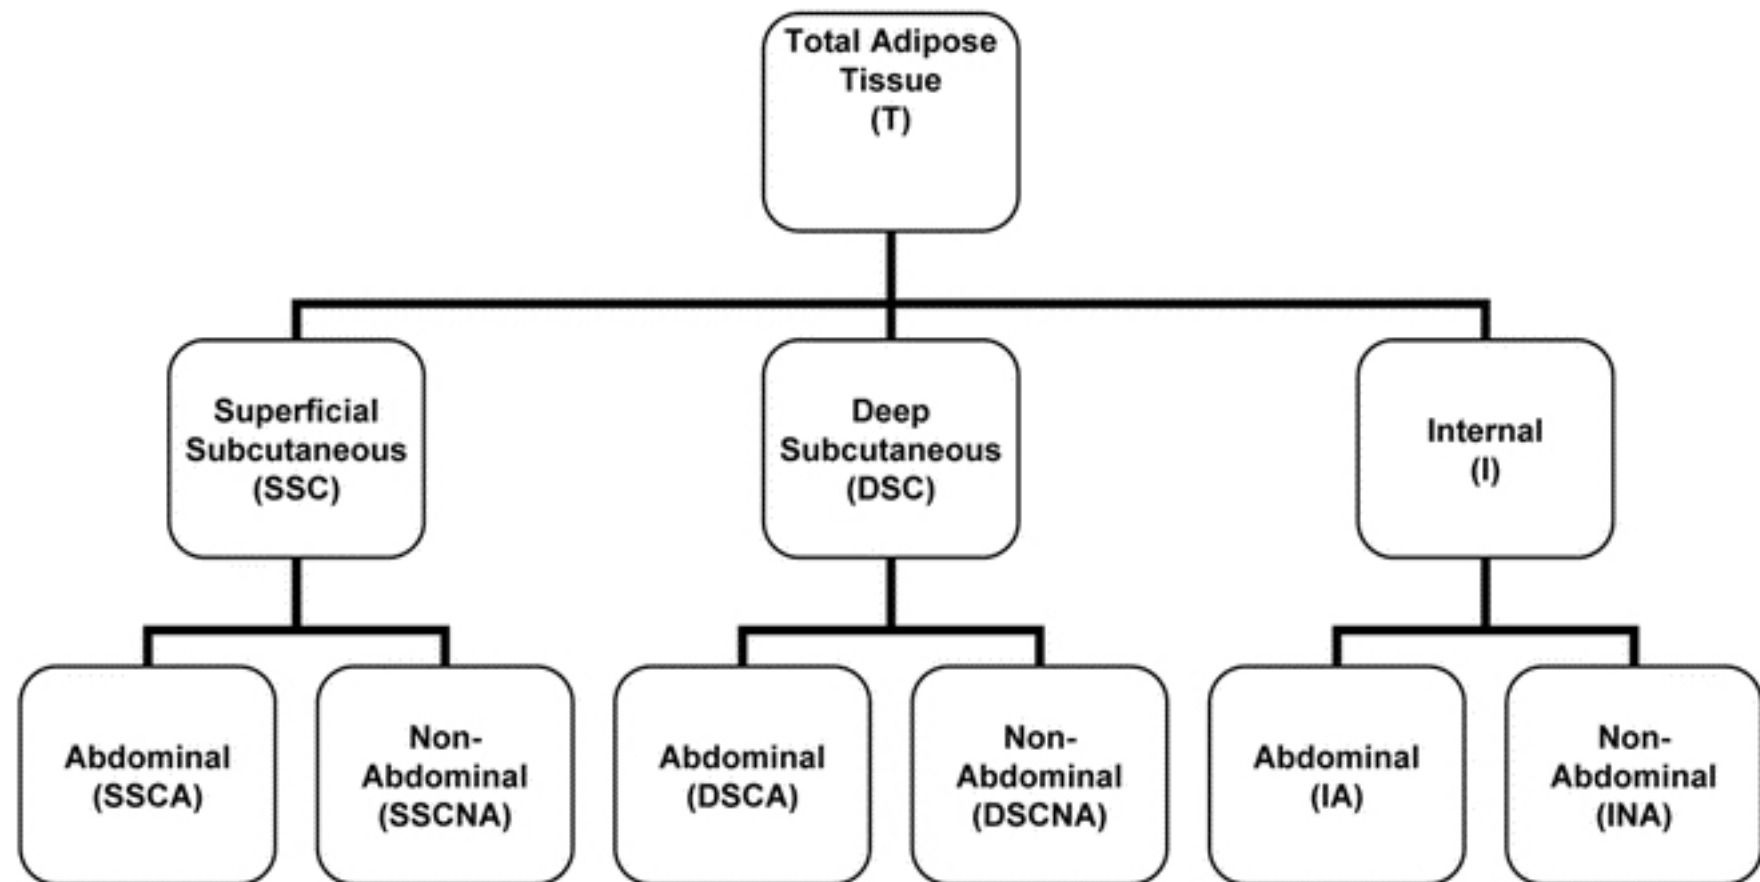 Total Adipose
Tissue
(T)
Superficial
Subcutaneous
(SSC)
Deep
Subcutaneous
(DSC)
Internal
(I)
Abdominal
(SSCA)
Non-
Abdominal
(SSCNA)
Abdominal
(DSCA)
Non-
Abdominal
(DSCNA)
Abdominal
(IA)
Non-
Abdominal
(INA)